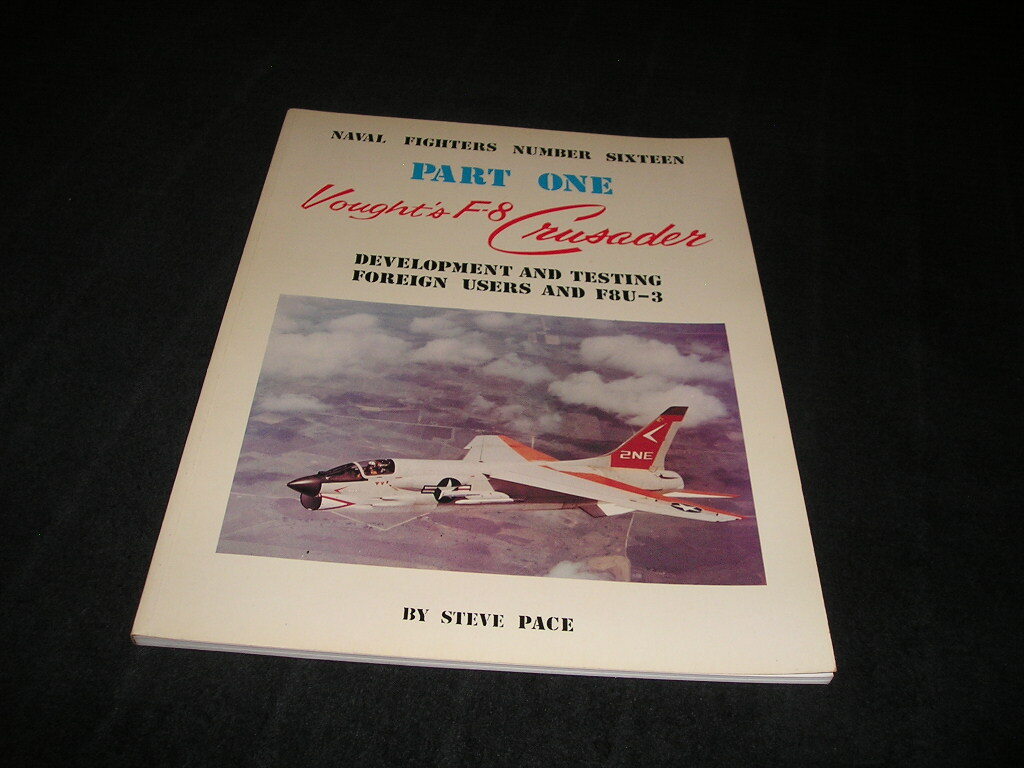 NAVAL FIGHTERS NUMBER SIXTEEN
PART ONE
Vought's F-8 Crusader
DEVELOPMENT AND TESTING
FOREIGN USERS AND F8U-3
2NE
BY STEVE PACE